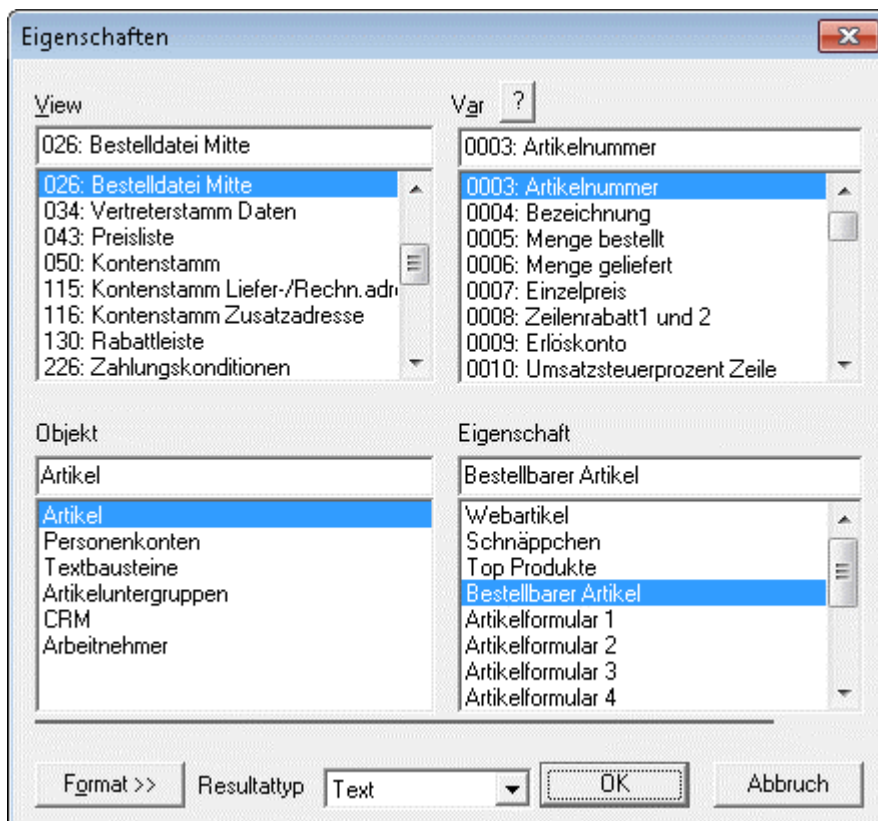 Eigenschaften
View
026: Bestelldatei Mitte
026: Bestelldatei Mitte
034: Vertreterstamm Daten
043: Preisliste
050: Kontenstamm
115: Kontenstamm Liefer-/Rechn.adr
116: Kontenstamm Zusatzadresse
130: Rabattleiste
226: Zahlungskonditionen
Var ?
0003: Artikelnummer
0003: Artikelnummer
0004: Bezeichnung
0005: Menge bestellt
0006: Menge geliefert
0007: Einzelpreis
0008: Zeilenrabatt1 und 2
0009: Erlöskonto
0010: Umsatzsteuerprozent Zeile
Objekt
Artikel
Artikel
Personenkonten
Textbausteine
Artikeluntergruppen
CRM
Arbeitnehmer
Eigenschaft
Bestellbarer Artikel
Webartikel
Schnäppchen
Top Produkte
Bestellbarer Artikel
Artikelformular 1
Artikelformular 2
Artikelformular 3
Artikelformular 4
Format >> Resultattyp Text OK Abbruch